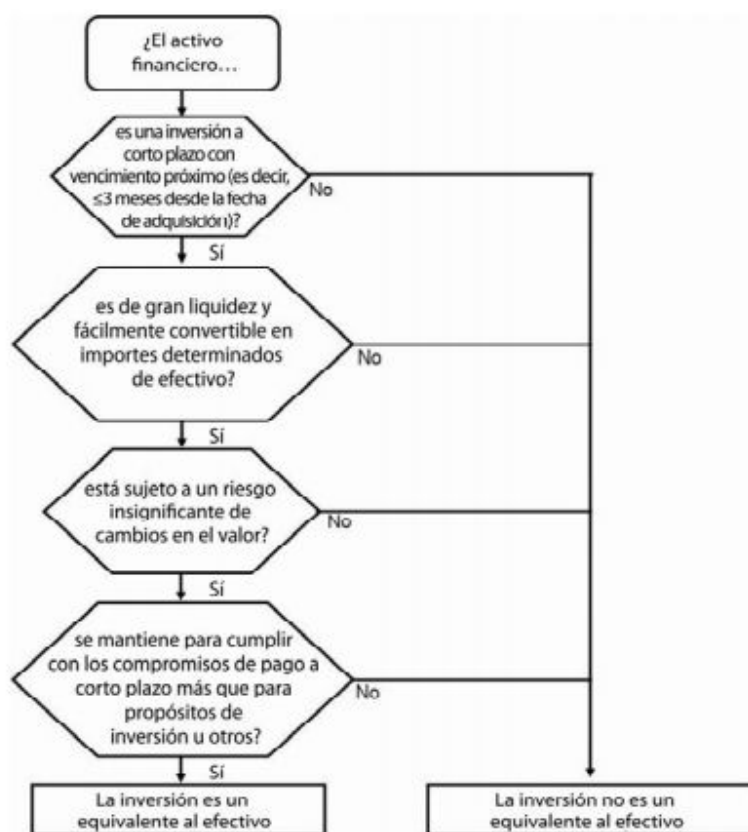 ¿El activo
financiero...
es una inversión a
corto plazo con
vencimiento próximo (es decir,
≤3 meses desde la fecha
de adquisición)?
No
Sí
es de gran liquidez y
fácilmente convertible en
importes determinados
de efectivo?
No
Sí
está sujeto a un riesgo
insignificante de
cambios en el valor?
No
Sí
se mantiene para cumplir
con los compromisos de pago a
corto plazo más que para
propósitos de
inversión u otros?
No
Sí
La inversión es un
equivalente al efectivo
La inversión no es un
equivalente al efectivo